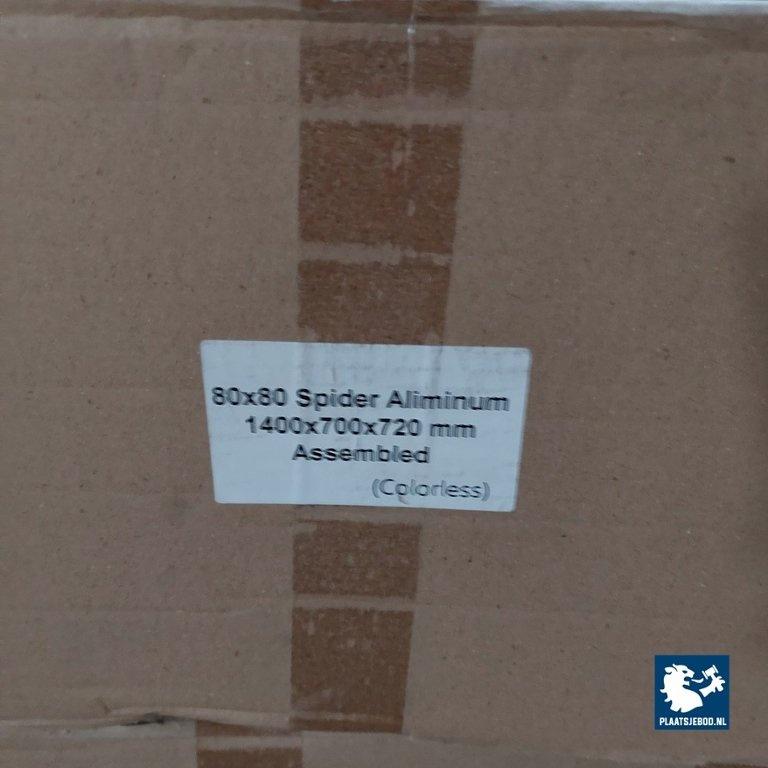 80x80 Spider Aliminum
1400x700x720 mm
Assembled
(Colorless)
PLAATSJEBOD.NL